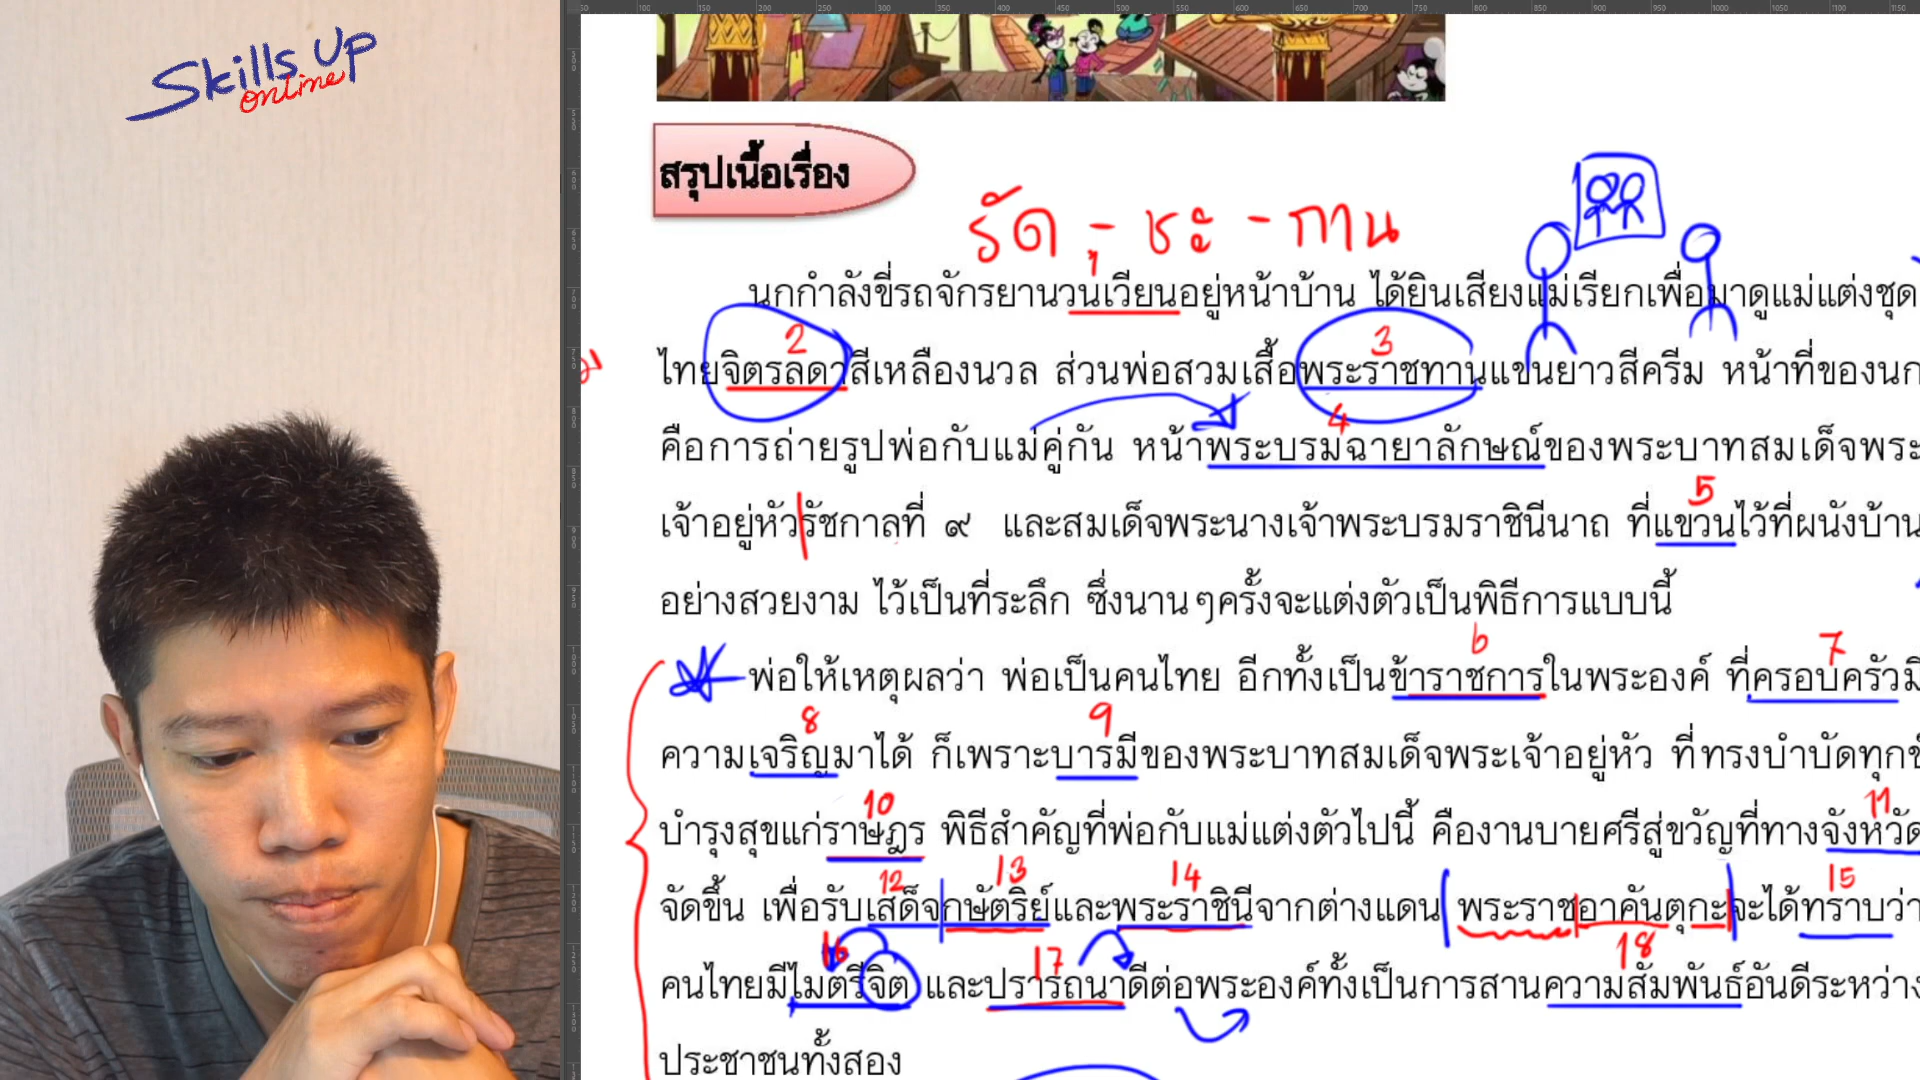 Skills Up
online
สรุปเนื้อเรื่อง
รัด - ชะ - กาน
นกกำลังขี่รถจักรยานวนเวียนอยู่หน้าบ้าน ได้ยินเสียงแม่เรียกเพื่อมาดูแม่แต่งชุด
2 3
ไทยจิตรลดาสีเหลืองนวล ส่วนพ่อสวมเสื้อพระราชทานแขนยาวสีครีม หน้าที่ของนก
4
คือการถ่ายรูปพ่อกับแม่คู่กัน หน้าพระบรมฉายาลักษณ์ของพระบาทสมเด็จพระ
5
เจ้าอยู่หัวรัชกาลที่ ๙ และสมเด็จพระนางเจ้าพระบรมราชินีนาถ ที่แขวนไว้ที่ผนังบ้าน
อย่างสวยงาม ไว้เป็นที่ระลึก ซึ่งนานๆครั้งจะแต่งตัวเป็นพิธีการแบบนี้
6 7
พ่อให้เหตุผลว่า พ่อเป็นคนไทย อีกทั้งเป็นข้าราชการในพระองค์ ที่ครอบครัวมี
8 9
ความเจริญมาได้ ก็เพราะบารมีของพระบาทสมเด็จพระเจ้าอยู่หัว ที่ทรงบำบัดทุกข์
10 11
บำรุงสุขแก่ราษฎร พิธีสำคัญที่พ่อกับแม่แต่งตัวไปนี้ คืองานบายศรีสู่ขวัญที่ทางจังหวัด
12 13 14 15
จัดขึ้น เพื่อรับเสด็จกษัตริย์และพระราชินีจากต่างแดน พระราชอาคันตุกะจะได้ทราบว่า
16 17 18
คนไทยมีไมตรีจิต และปรารถนาดีต่อพระองค์ทั้งเป็นการสานความสัมพันธ์อันดีระหว่าง
ประชาชนทั้งสอง